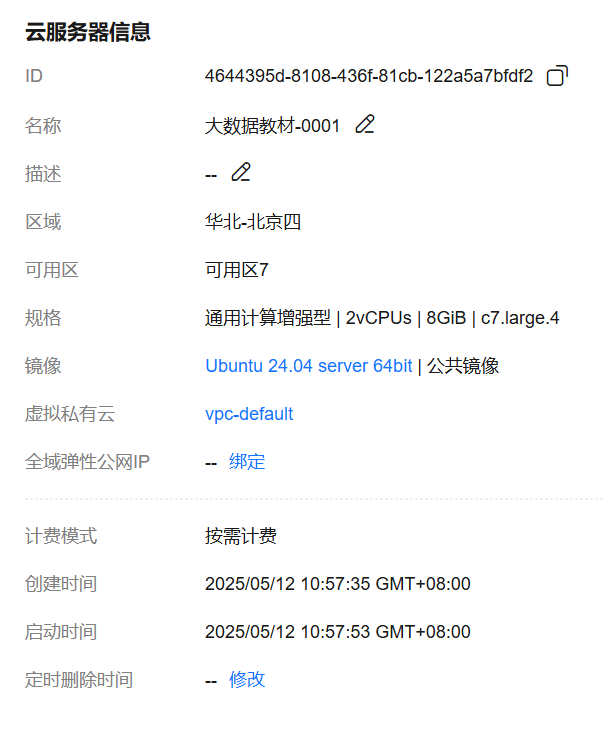 云服务器信息
ID 4644395d-8108-436f-81cb-122a5a7bfdf2
名称 大数据教材-0001
描述 --
区域 华北-北京四
可用区 可用区7
规格 通用计算增强型 | 2vCPUs | 8GiB | c7.large.4
镜像 Ubuntu 24.04 server 64bit | 公共镜像
虚拟私有云 vpc-default
全域弹性公网IP -- 绑定
计费模式 按需计费
创建时间 2025/05/12 10:57:35 GMT+08:00
启动时间 2025/05/12 10:57:53 GMT+08:00
定时删除时间 -- 修改